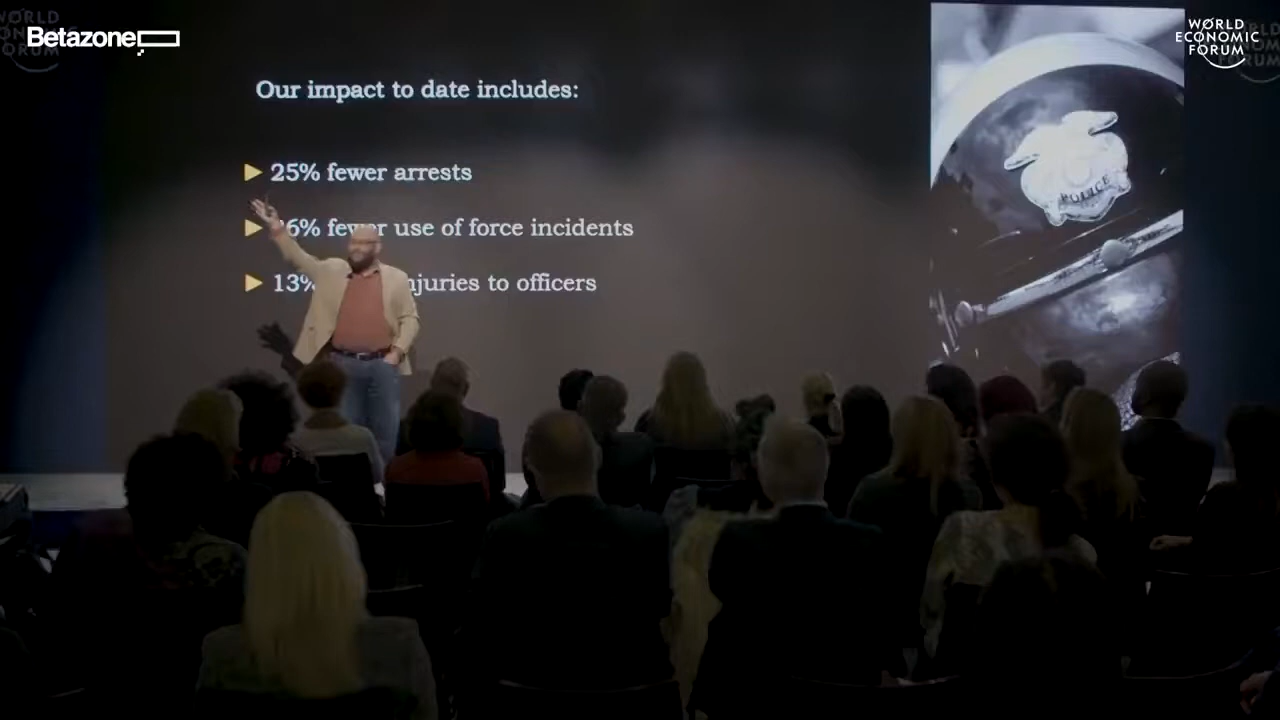 Betazone
WORLD
ECONOMIC
FORUM
Our impact to date includes:
25% fewer arrests
6% fewer use of force incidents
13% injuries to officers
POLICE